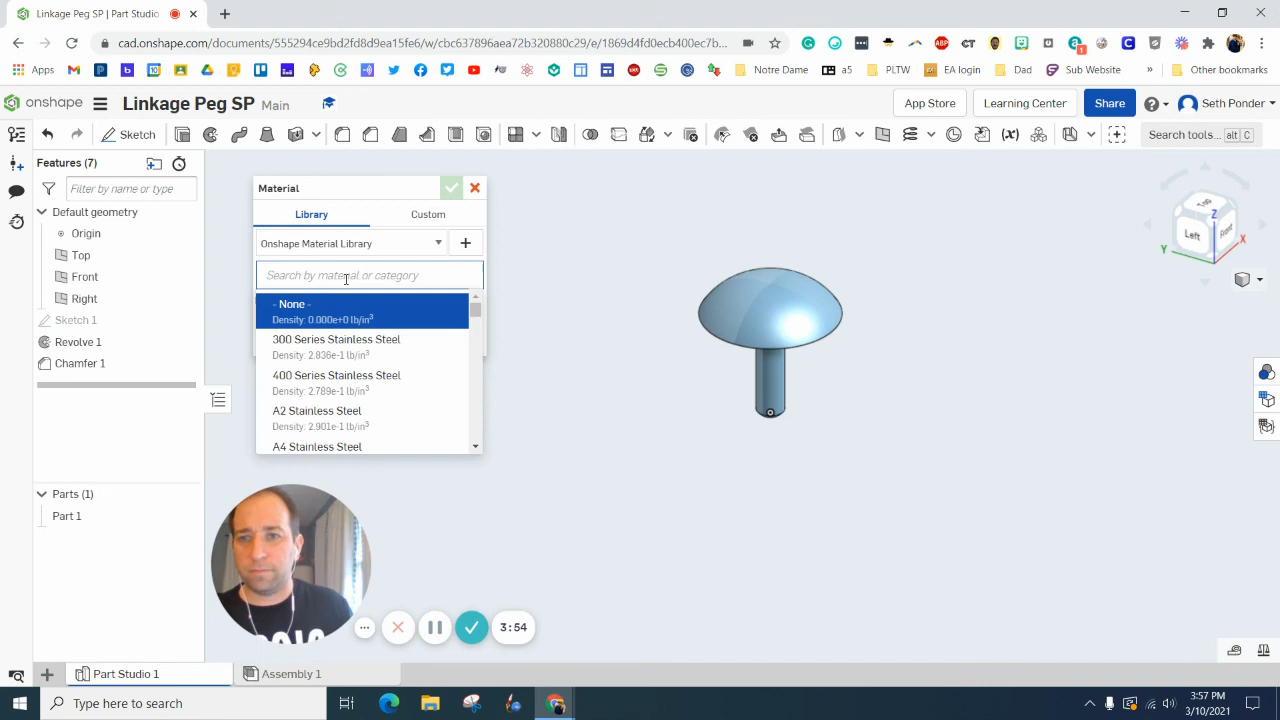 Linkage Peg SP | Part Studio 1
cad.onshape.com/documents/555294c0bd2fd842a15fe6/w/cbc637896aea72b320880c29/e/1869d4fd0ecb400ec7b...
Apps
Notre Dame
a5
PLTW
EA login
Dad
Sub Website
Other bookmarks
onshape
Linkage Peg SP Main
App Store
Learning Center
Share
Seth Ponder
Sketch
Search tools...
alt C
Features (7)
Filter by name or type
Default geometry
Origin
Top
Front
Right
Sketch 1
Revolve 1
Chamfer 1
Parts (1)
Part 1
Material
Library
Custom
Onshape Material Library
Search by material or category
- None -
Density: 0.000e+0 lb/in³
300 Series Stainless Steel
Density: 2.836e-1 lb/in³
400 Series Stainless Steel
Density: 2.789e-1 lb/in³
A2 Stainless Steel
Density: 2.901e-1 lb/in³
A4 Stainless Steel
Top
Left
Front
Z
Y
X
3:54
Part Studio 1
Assembly 1
Type here to search
3:57 PM
3/10/2021